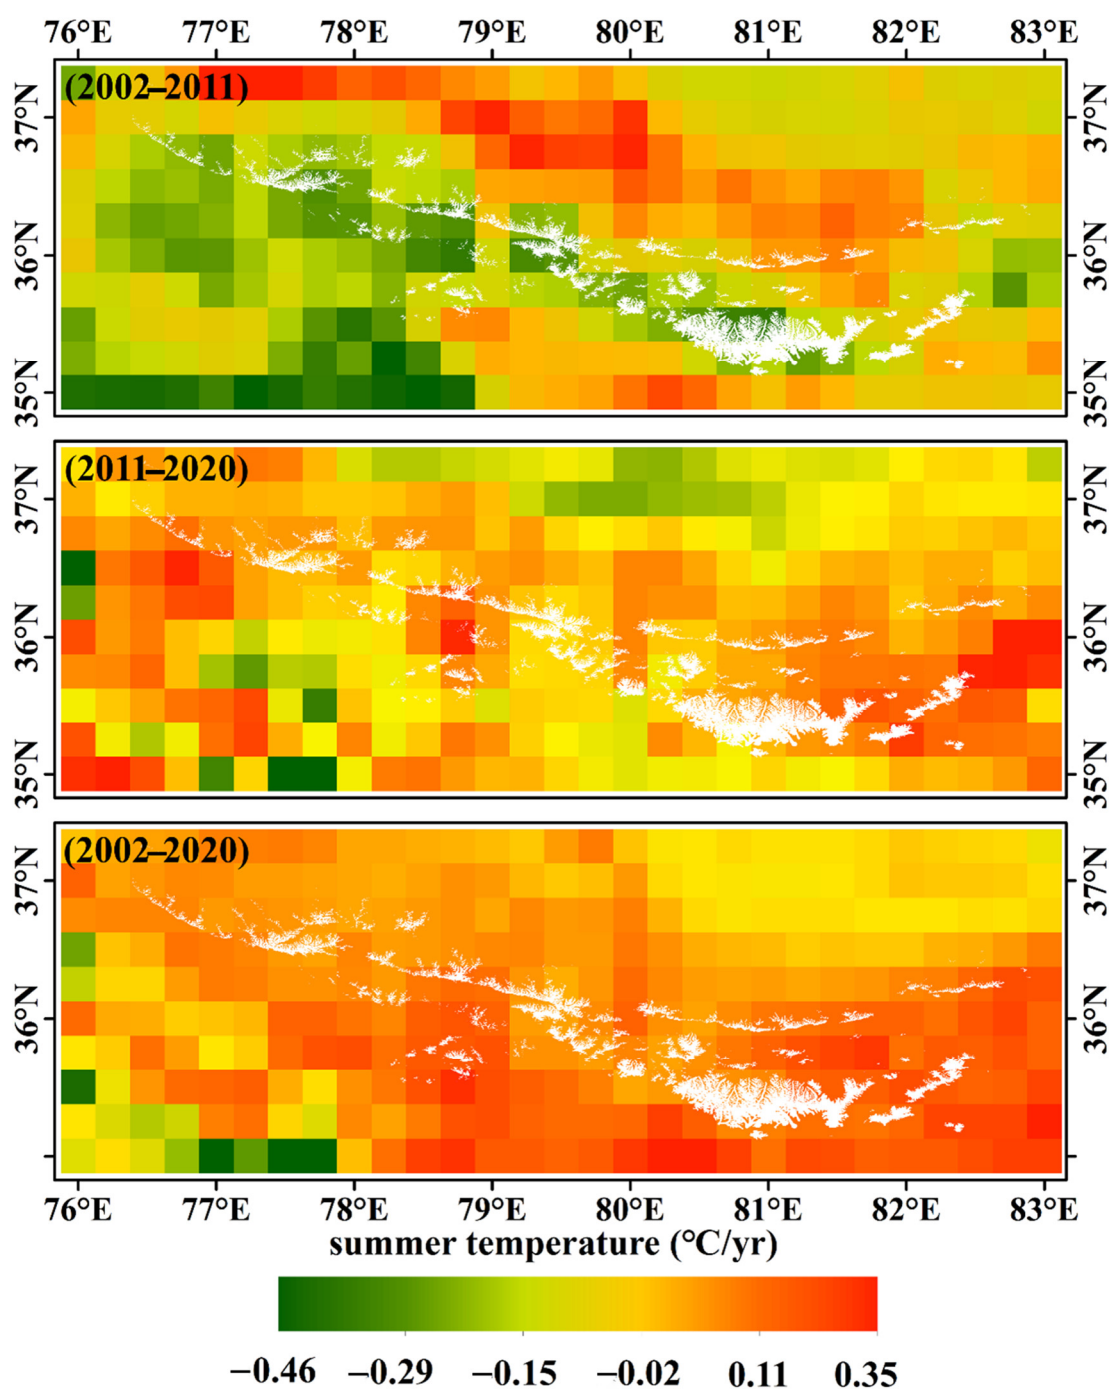 76°E 77°E 78°E 79°E 80°E 81°E 82°E 83°E
(2002–2011)
37°N 37°N
36°N 36°N
35°N 35°N
(2011–2020)
37°N 37°N
36°N 36°N
35°N 35°N
(2002–2020)
37°N 37°N
36°N 36°N
76°E 77°E 78°E 79°E 80°E 81°E 82°E 83°E
summer temperature (°C/yr)
−0.46 −0.29 −0.15 −0.02 0.11 0.35